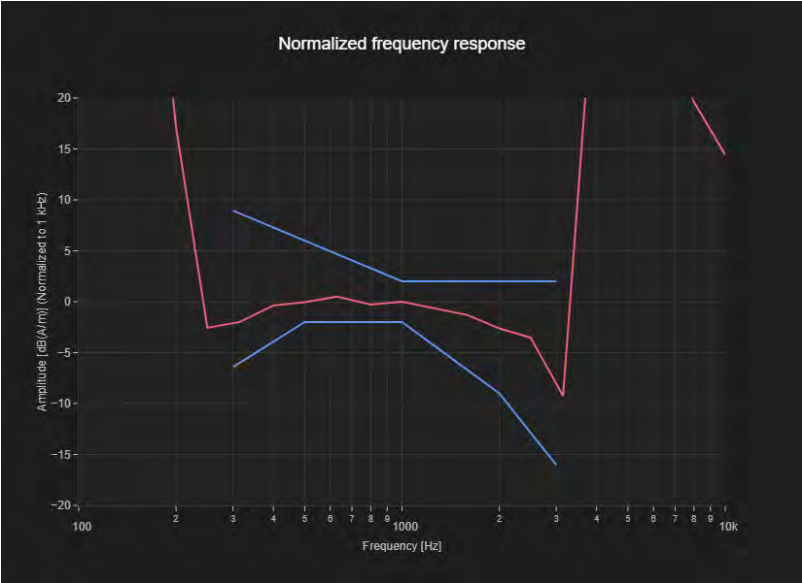 Normalized frequency response
Amplitude [dB(A/m)] (Normalized to 1 kHz)
20
15
10
5
0
−5
−10
−15
−20
100 2 3 4 5 6 7 8 9 1000 2 3 4 5 6 7 8 9 10k
Frequency [Hz]